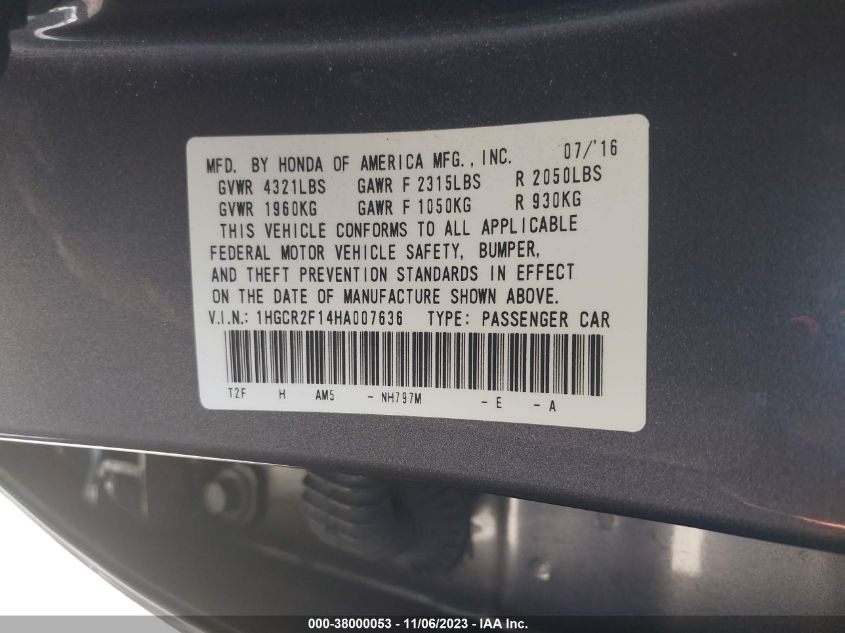 MFD. BY HONDA OF AMERICA MFG., INC. 07/'16
GVWR 4321LBS GAWR F 2315LBS R 2050LBS
GVWR 1960KG GAWR F 1050KG R 930KG
THIS VEHICLE CONFORMS TO ALL APPLICABLE
FEDERAL MOTOR VEHICLE SAFETY, BUMPER,
AND THEFT PREVENTION STANDARDS IN EFFECT
ON THE DATE OF MANUFACTURE SHOWN ABOVE.
V.I.N.: 1HGCR2F14HA007636 TYPE: PASSENGER CAR
T2F H AM5 - NH797M - E - A
000-38000053 - 11/06/2023 - IAA Inc.